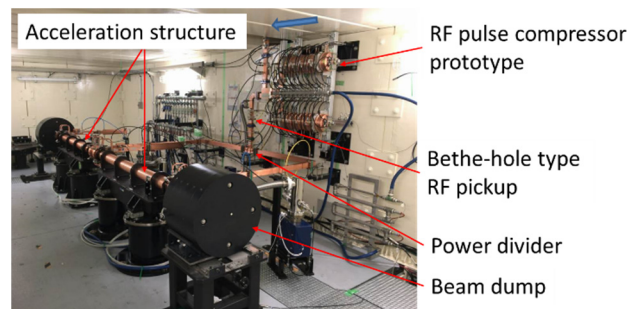 Acceleration structure
RF pulse compressor
prototype
Bethe-hole type
RF pickup
Power divider
Beam dump